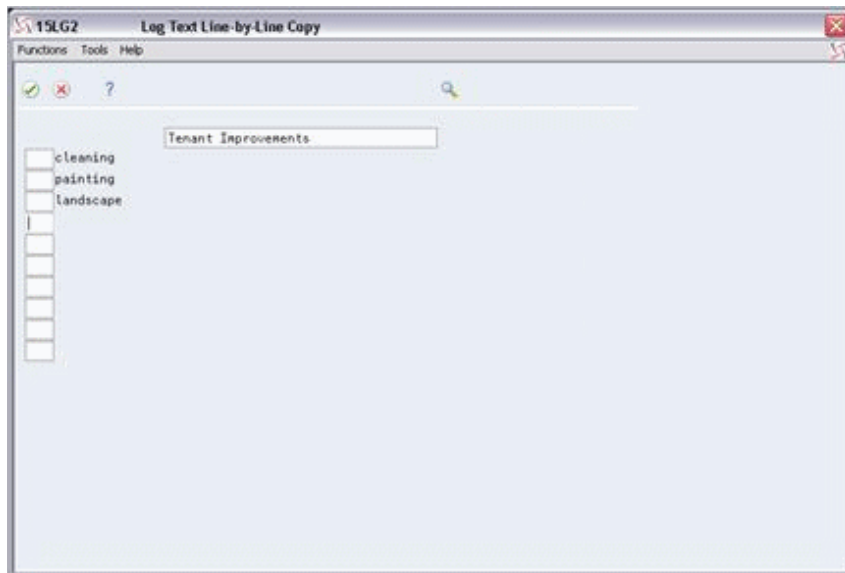 15LG2 Log Text Line-by-Line Copy
Functions Tools Help
?
Tenant Improvements
cleaning
painting
landscape